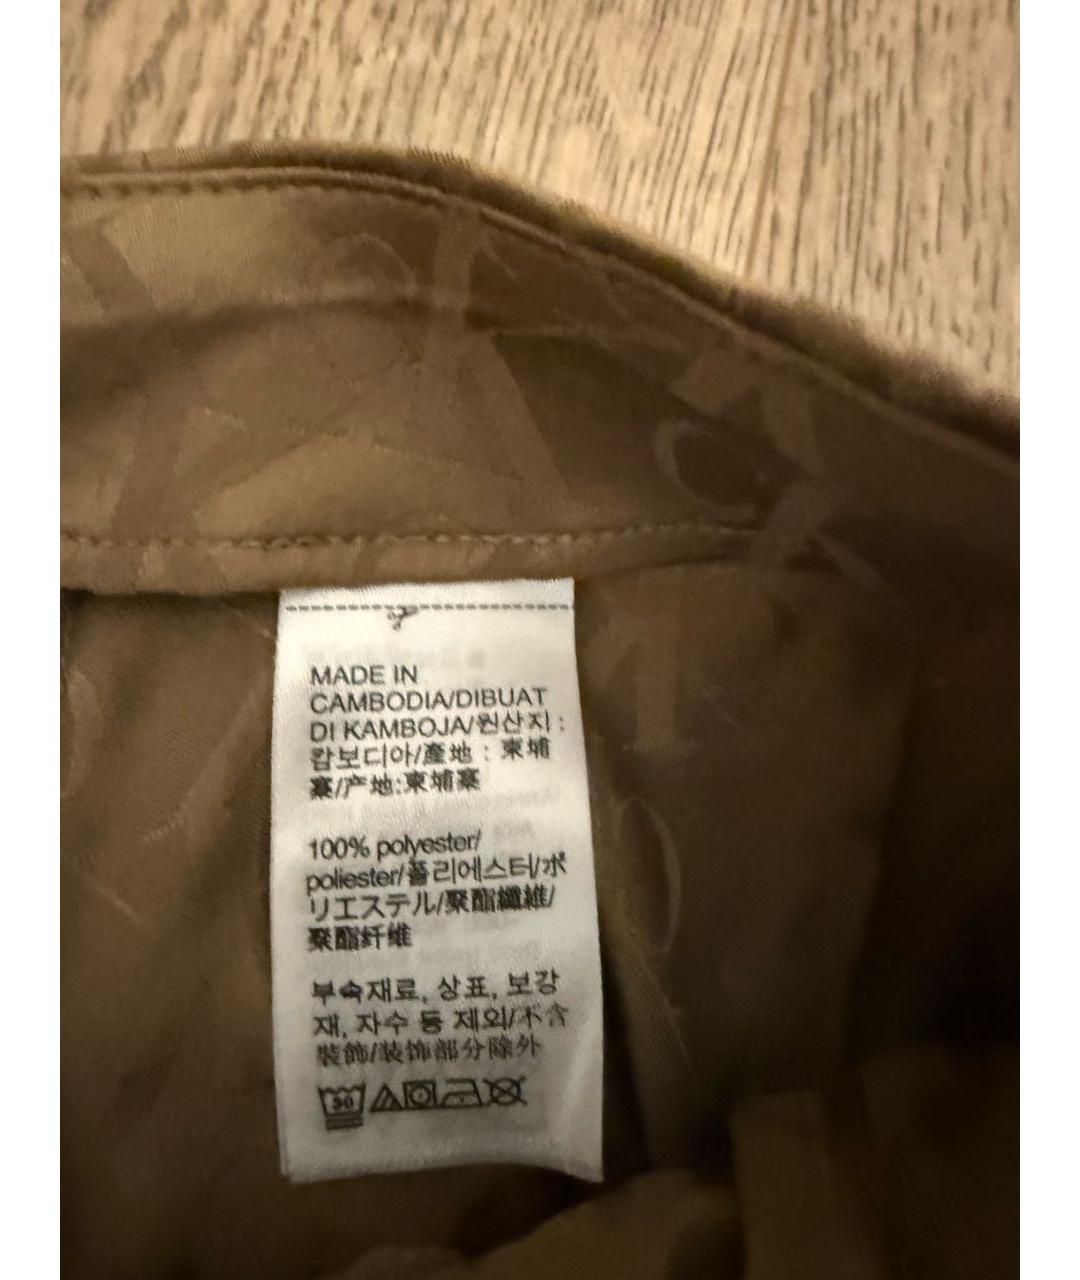 MADE IN
CAMBODIA/DIBUAT
DI KAMBOJA/원산지 :
캄보디아/產地 : 柬埔
寨/产地:柬埔寨
100% polyester/
poliester/폴리에스터/ポ
リエステル/聚酯纖維/
聚酯纤维
부속재료, 상표, 보강
재, 자수 등 제외/不含
裝飾/装饰部分除外
30